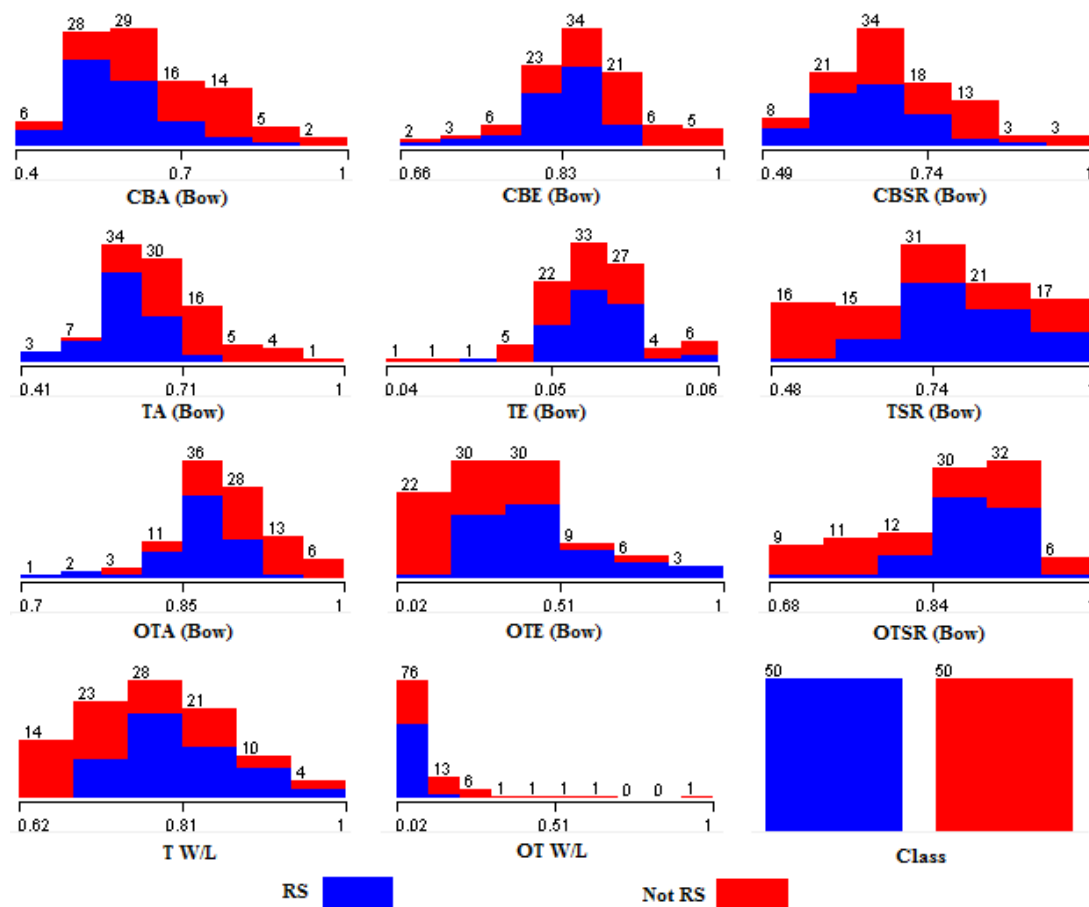 6 28 29 16 14 5 2
0.4 0.7 1
CBA (Bow)
2 3 6 23 34 21 6 5
0.66 0.83 1
CBE (Bow)
8 21 34 18 13 3 3
0.49 0.74 1
CBSR (Bow)
3 7 34 30 16 5 4 1
0.41 0.71 1
TA (Bow)
1 1 1 5 22 33 27 4 6
0.04 0.05 0.06
TE (Bow)
16 15 31 21 17
0.48 0.74 1
TSR (Bow)
1 2 3 11 36 28 13 6
0.7 0.85 1
OTA (Bow)
22 30 30 9 6 3
0.02 0.51 1
OTE (Bow)
9 11 12 30 32 6
0.68 0.84 1
OTSR (Bow)
14 23 28 21 10 4
0.62 0.81 1
T W/L
76 13 6 1 1 1 1 0 0 1
0.02 0.51 1
OT W/L
50 50
Class
RS Not RS